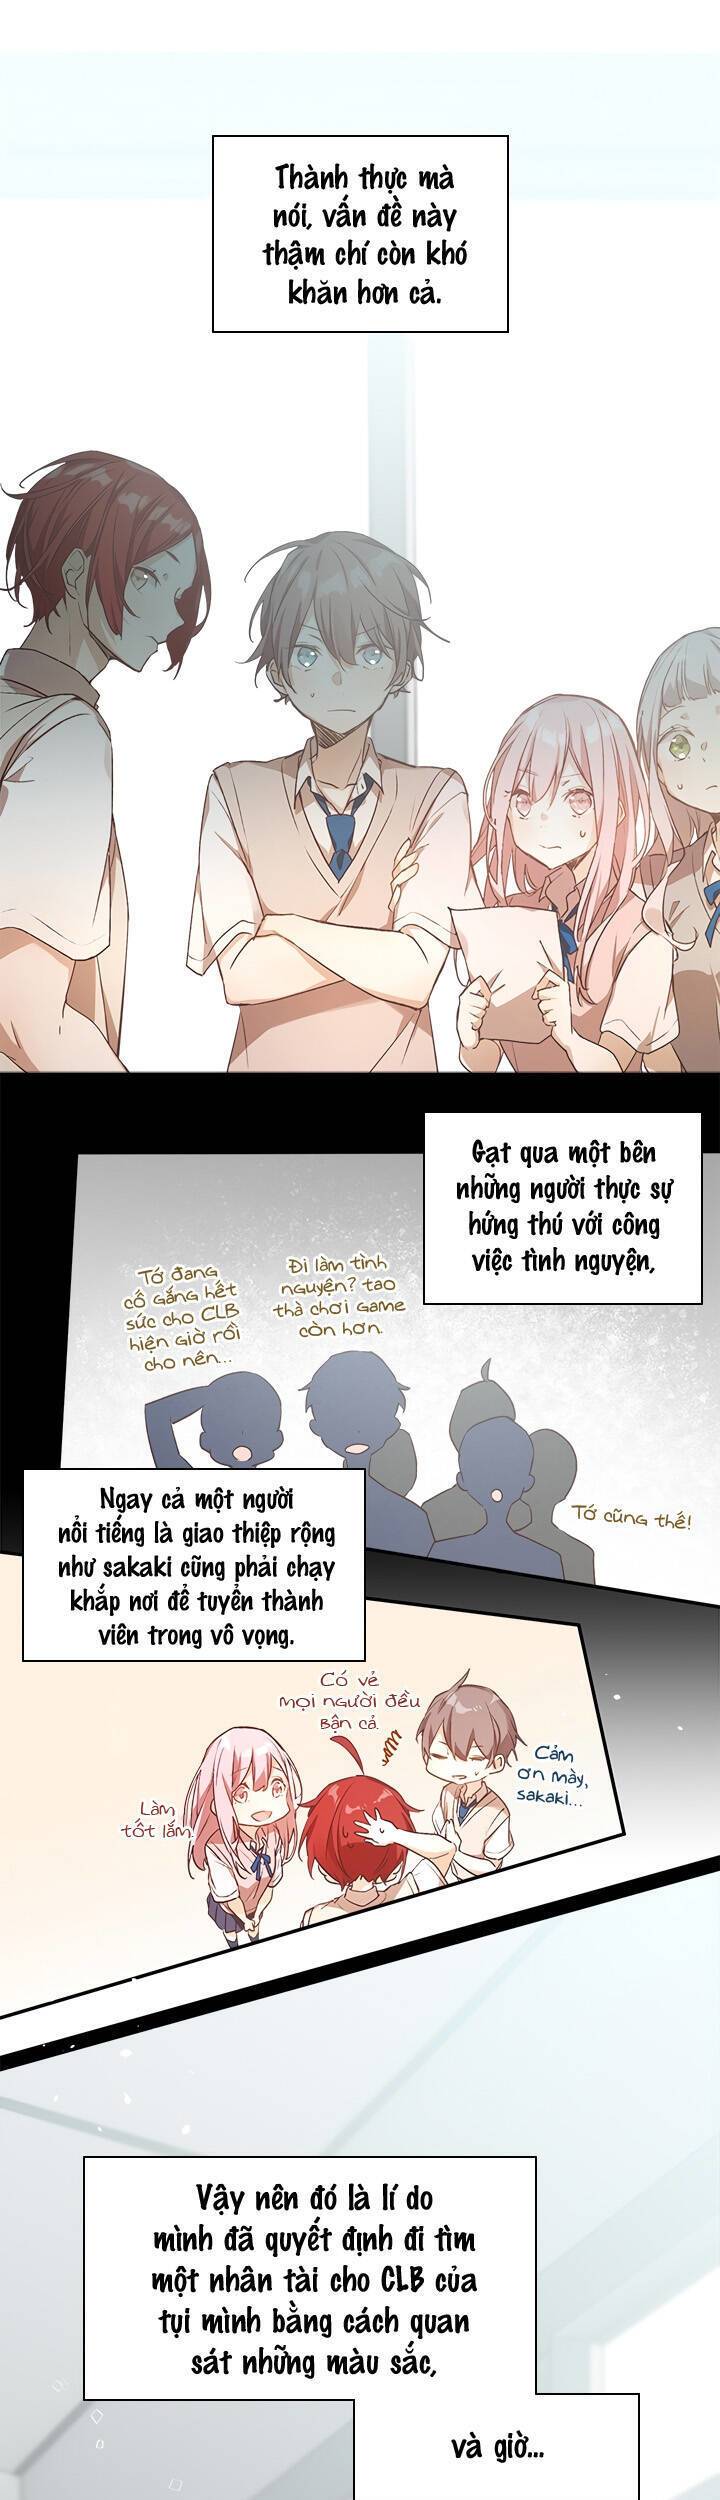 Thành thực mà
nói, vấn đề này
thậm chí còn khó
khăn hơn cả.
Gạt qua một bên
những người thực sự
hứng thú với công
việc tình nguyện,
Tớ đang
cố gắng hết
sức cho CLB
hiện giờ rồi
cho nên...
Đi làm tình
nguyện? tao
thà chơi game
còn hơn.
Tớ cũng thế!
Ngay cả một người
nổi tiếng là giao thiệp rộng
như sakaki cũng phải chạy
khắp nơi để tuyển thành
viên trong vô vọng.
Có vẻ
mọi người đều
bận cả.
Cảm
ơn mày,
sakaki...
Làm
tốt lắm.
Vậy nên đó là lí do
mình đã quyết định đi tìm
một nhân tài cho CLB của
tụi mình bằng cách quan
sát những màu sắc,
và giờ...